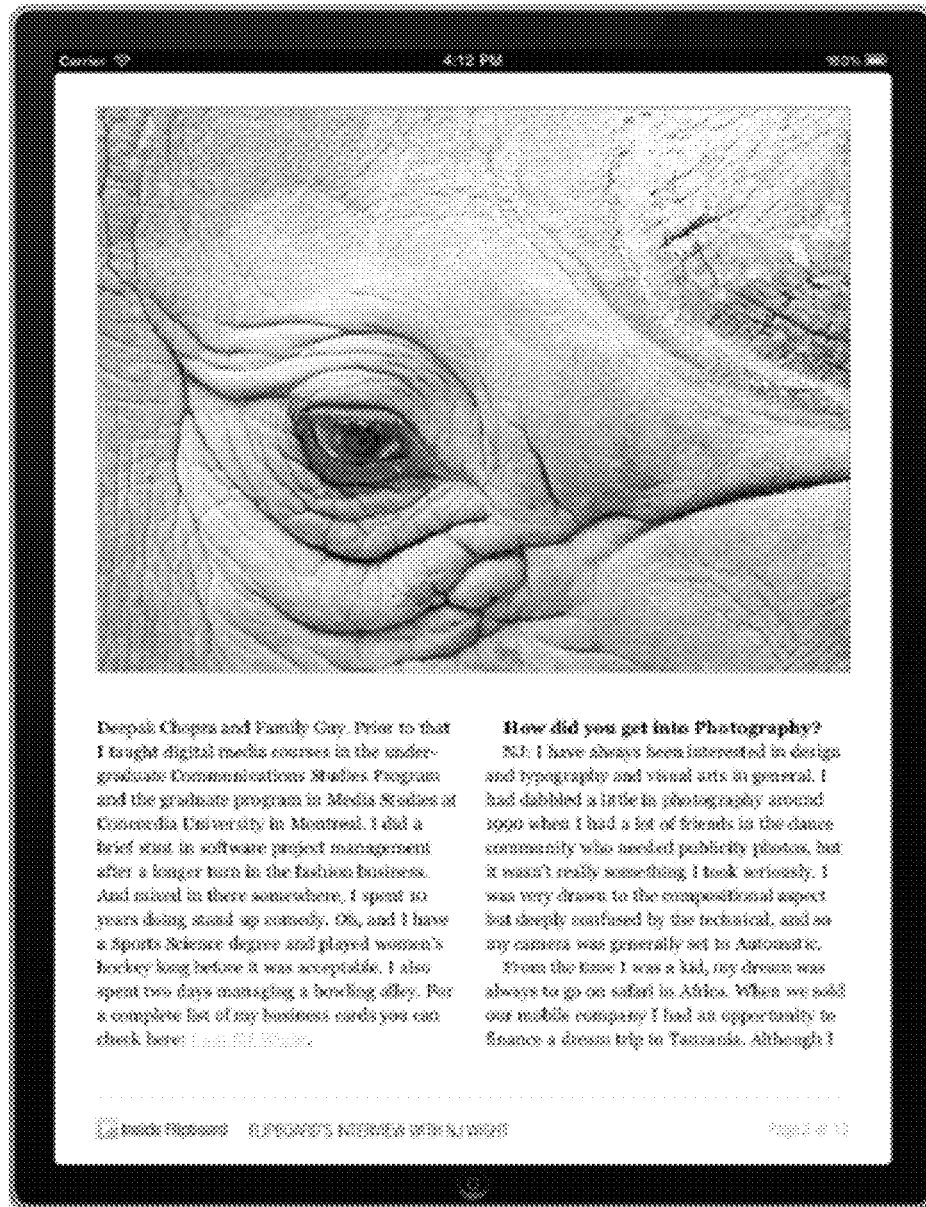 Carrier
4:12 PM
100%
Deepak Chopra and Family Guy. Prior to that
I taught digital media courses in the under-
graduate Communications Studies Program
and the graduate program in Media Studies at
Concordia University in Montreal. I did a
brief stint in software project management
after a longer turn in the fashion business.
And mixed in there somewhere, I spent 10
years doing stand up comedy. Oh, and I have
a Sports Science degree and played women's
hockey long before it was acceptable. I also
spent two days managing a bowling alley. For
a complete list of my business cards you can
check here:
How did you get into Photography?
NJ: I have always been interested in design
and typography and visual arts in general. I
had dabbled a little in photography around
1990 when I had a lot of friends in the dance
community who needed publicity photos, but
it wasn't really something I took seriously. I
was very drawn to the compositional aspect
but deeply confused by the technical, and so
my camera was generally set to Automatic.
From the time I was a kid, my dream was
always to go on safari in Africa. When we sold
our mobile company I had an opportunity to
finance a dream trip to Tanzania. Although I
Inside Flipboard FLIPBOARD'S INTERVIEW WITH NJ WIGHT